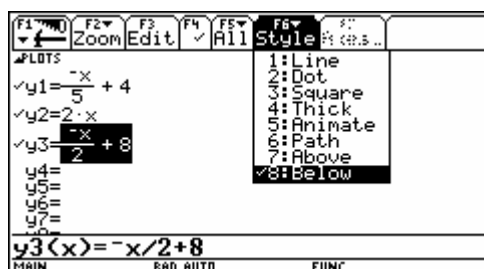 F1 F2 F3 F4 F5 F6
Zoom Edit ✓ All Style
▲PLOTS
✓y1=⁻x/5 + 4
✓y2=2·x
✓y3=⁻x/2 + 8
y4=
y5=
y6=
y7=
1:Line
2:Dot
3:Square
4:Thick
5:Animate
6:Path
7:Above
✓8:Below
y3(x)=⁻x/2+8
MAIN RAD AUTO FUNC